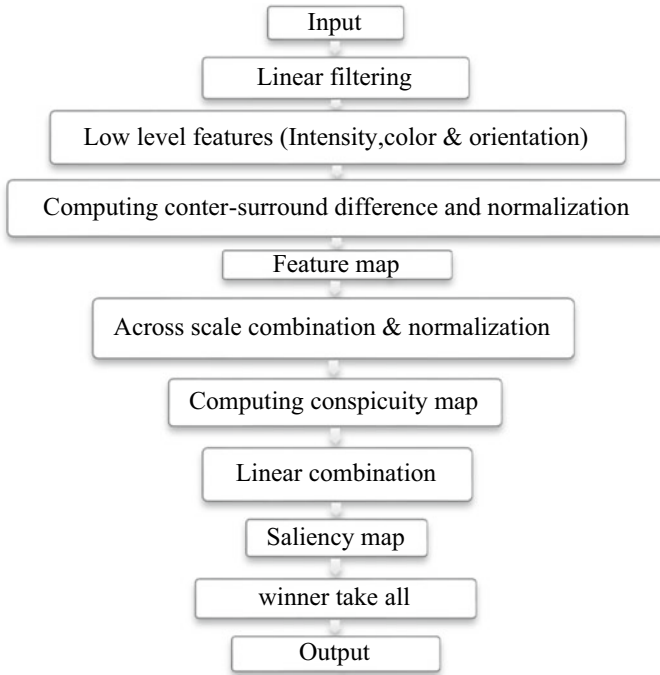 Input
Linear filtering
Low level features (Intensity,color & orientation)
Computing conter-surround difference and normalization
Feature map
Across scale combination & normalization
Computing conspicuity map
Linear combination
Saliency map
winner take all
Output